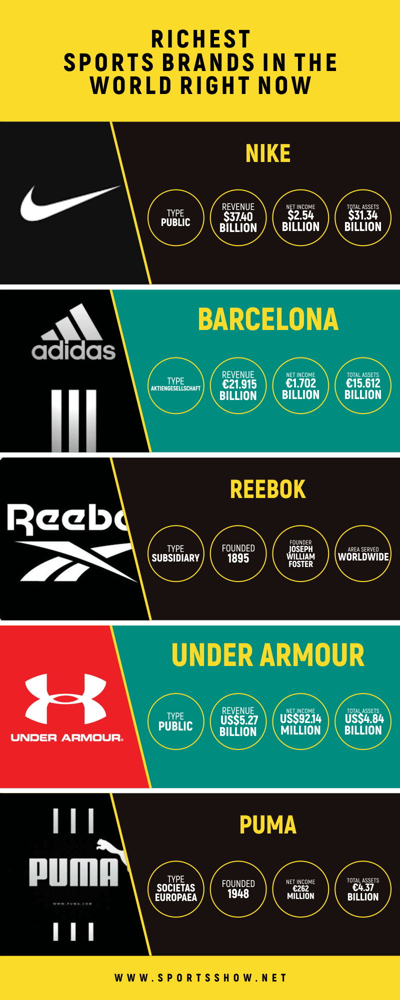 RICHEST
SPORTS BRANDS IN THE
WORLD RIGHT NOW
NIKE
TYPE
PUBLIC
REVENUE
$37.40
BILLION
NET INCOME
$2.54
BILLION
TOTAL ASSETS
$31.34
BILLION
adidas
BARCELONA
TYPE
AKTIENGESELLSCHAFT
REVENUE
€21.915
BILLION
NET INCOME
€1.702
BILLION
TOTAL ASSETS
€15.612
BILLION
Reebo
REEBOK
TYPE
SUBSIDIARY
FOUNDED
1895
FOUNDER
JOSEPH
WILLIAM
FOSTER
AREA SERVED
WORLDWIDE
UNDER ARMOUR®
UNDER ARMOUR
TYPE
PUBLIC
REVENUE
US$5.27
BILLION
NET INCOME
US$92.14
MILLION
TOTAL ASSETS
US$4.84
BILLION
PUMA
WWW.PUMA.COM
PUMA
TYPE
SOCIETAS
EUROPAEA
FOUNDED
1948
NET INCOME
€262
MILLION
TOTAL ASSETS
€4.37
BILLION
WWW.SPORTSSHOW.NET